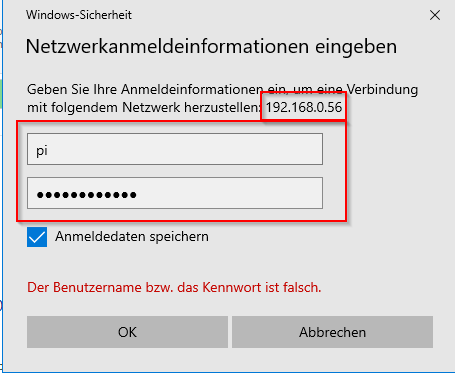 Windows-Sicherheit
Netzwerkanmeldeinformationen eingeben
Geben Sie Ihre Anmeldeinformationen ein, um eine Verbindung
mit folgendem Netzwerk herzustellen: 192.168.0.56
pi
●●●●●●●●●●●●
Anmeldedaten speichern
Der Benutzername bzw. das Kennwort ist falsch.
OK Abbrechen